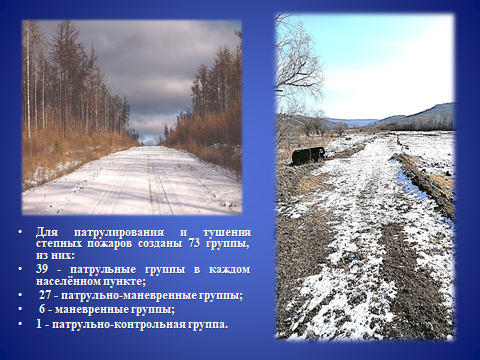 • Для патрулирования и тушения
степных пожаров созданы 73 группы,
из них:
• 39 - патрульные группы в каждом
населённом пункте;
• 27 - патрульно-маневренные группы;
• 6 - маневренные группы;
• 1 - патрульно-контрольная группа.